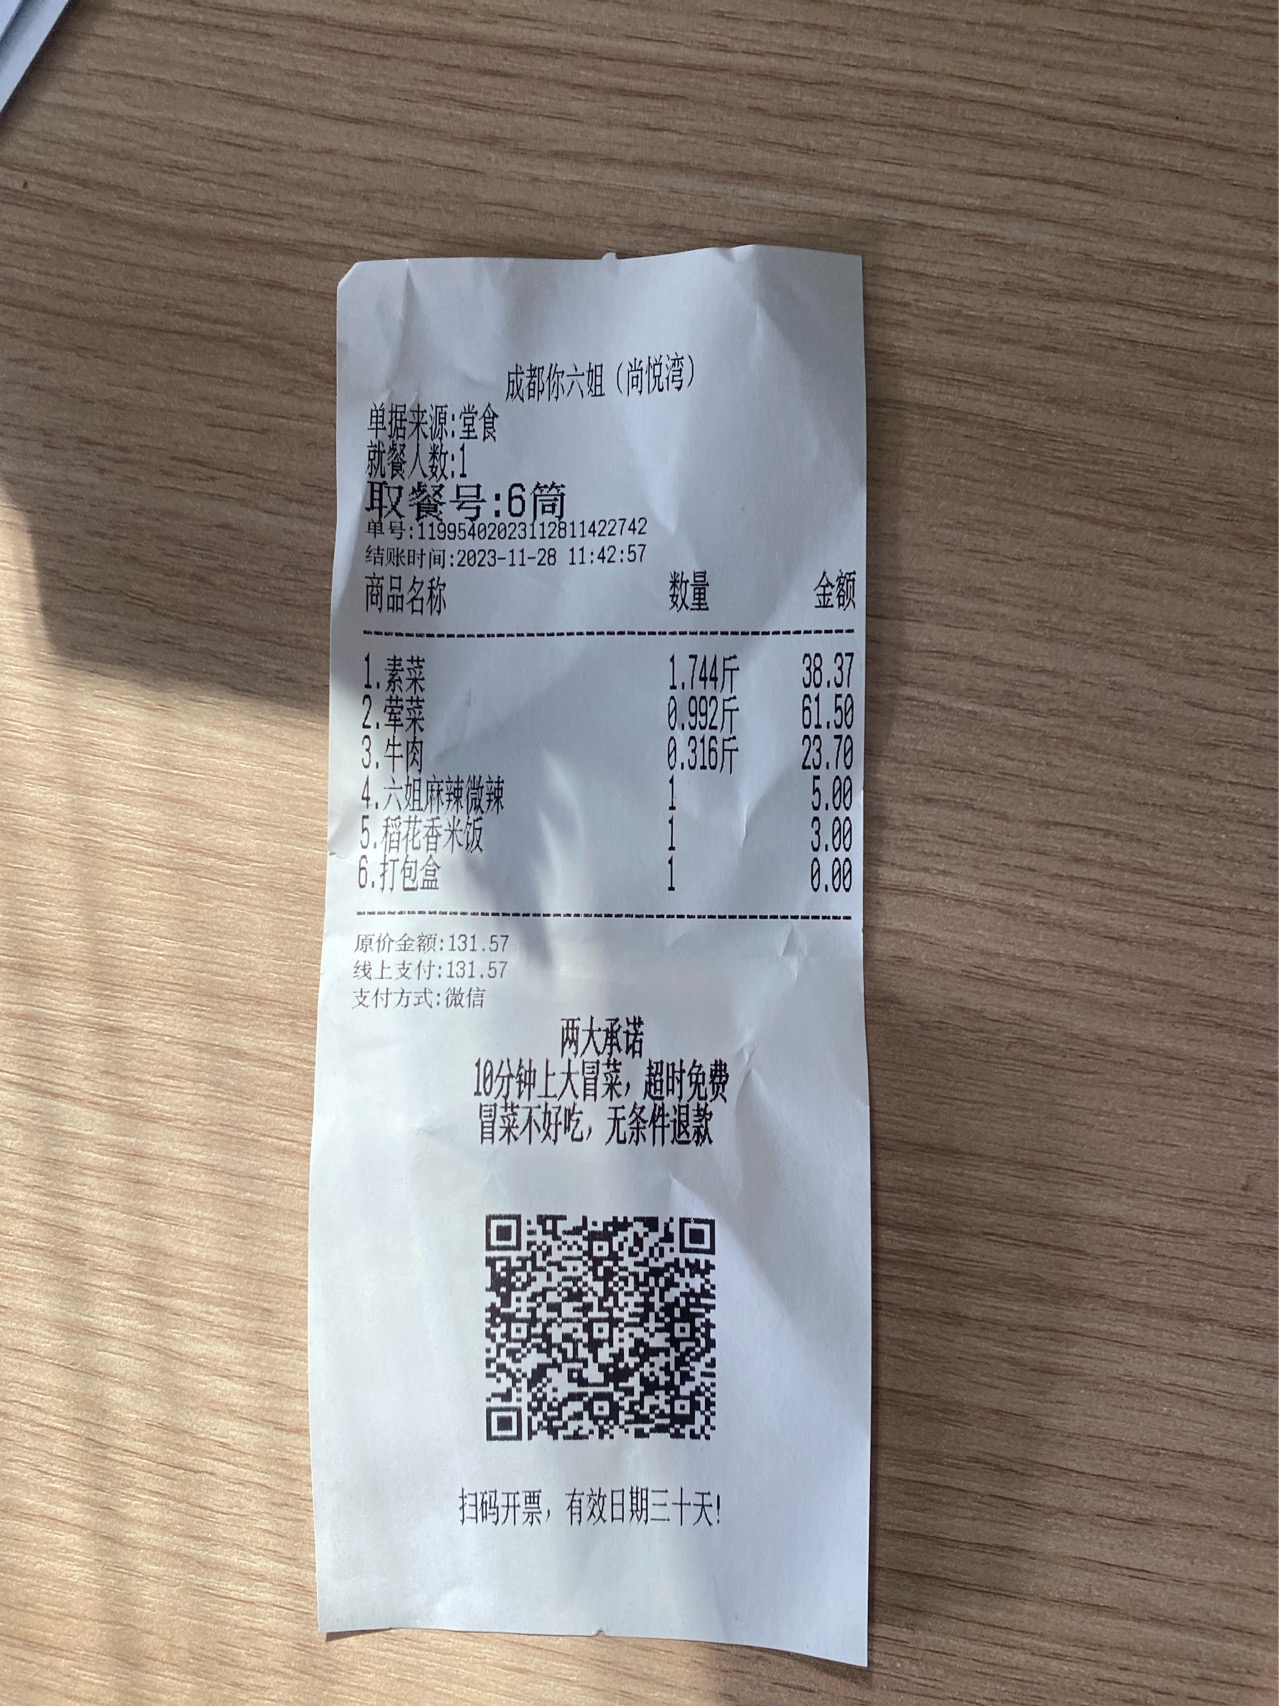 成都你六姐（尚悦湾）
单据来源:堂食
就餐人数:1
取餐号:6筒
单号:11995402023112811422742
结账时间:2023-11-28 11:42:57
商品名称 数量 金额
1.素菜 1.744斤 38.37
2.荤菜 0.992斤 61.50
3.牛肉 0.316斤 23.70
4.六姐麻辣微辣 1 5.00
5.稻花香米饭 1 3.00
6.打包盒 1 0.00
原价金额:131.57
线上支付:131.57
支付方式:微信
两大承诺
10分钟上大冒菜，超时免费
冒菜不好吃，无条件退款
扫码开票，有效日期三十天!